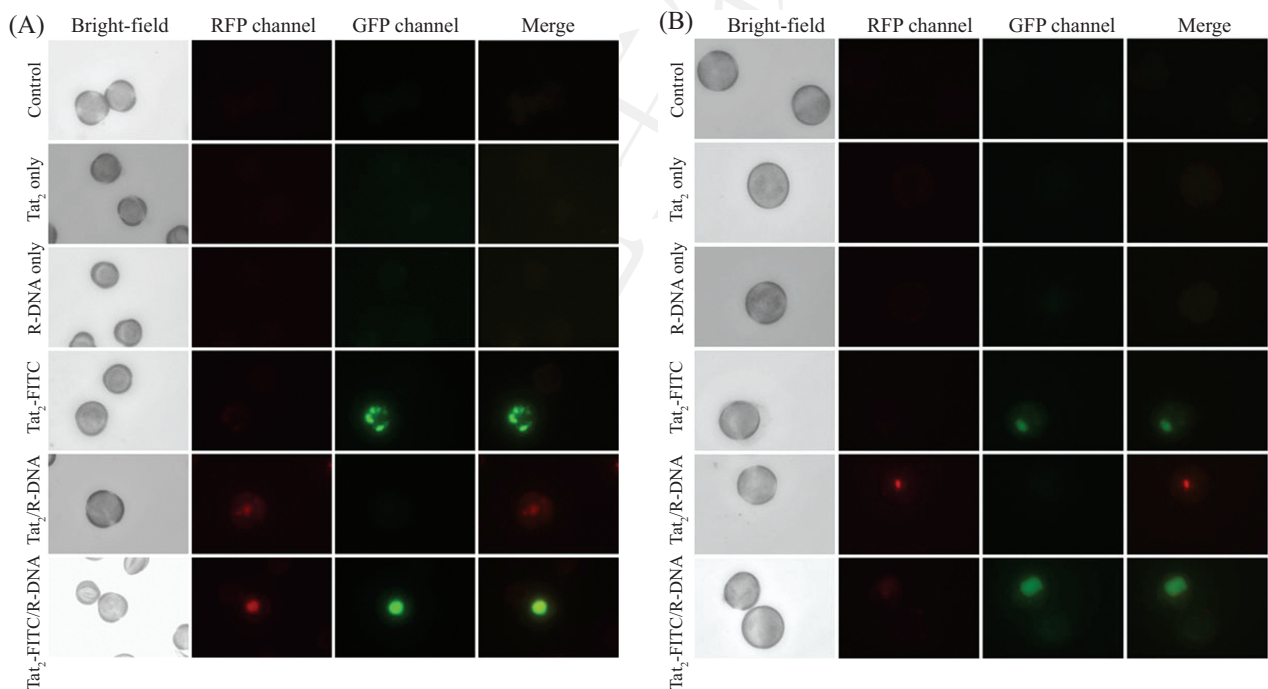 (A) Bright-field RFP channel GFP channel Merge
Control
Tat₂ only
R-DNA only
Tat₂-FITC
Tat₂/R-DNA
Tat₂-FITC/R-DNA
(B) Bright-field RFP channel GFP channel Merge
Control
Tat₂ only
R-DNA only
Tat₂-FITC
Tat₂/R-DNA
Tat₂-FITC/R-DNA